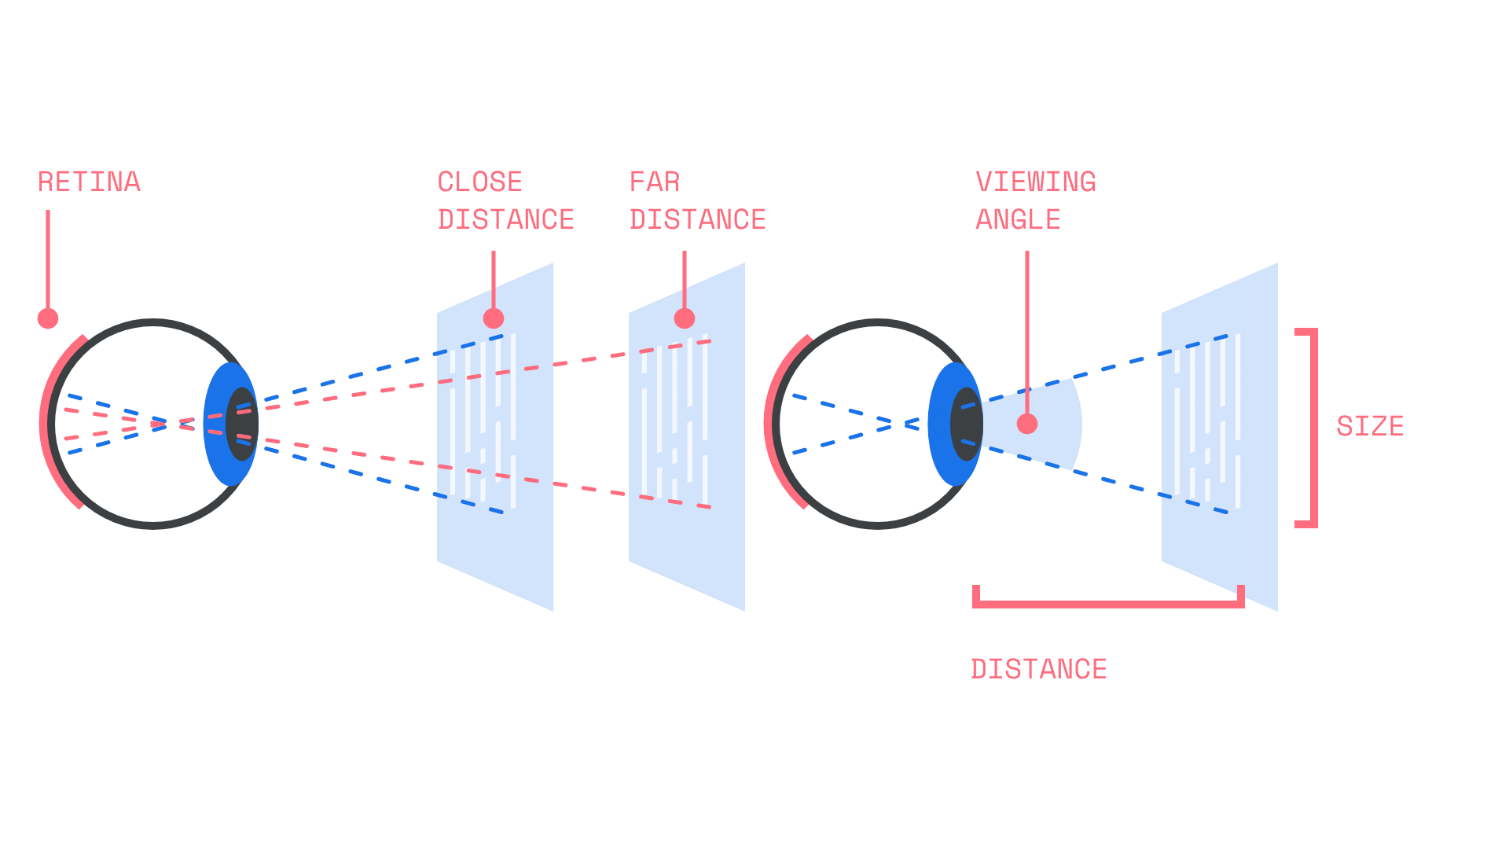 RETINA
CLOSE
DISTANCE
FAR
DISTANCE
VIEWING
ANGLE
SIZE
DISTANCE